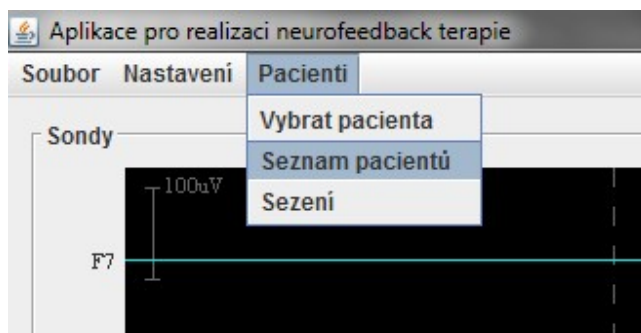 Aplikace pro realizaci neurofeedback terapie
Soubor Nastavení Pacienti
Vybrat pacienta
Seznam pacientů
Sezení
Sondy
100uV
F7